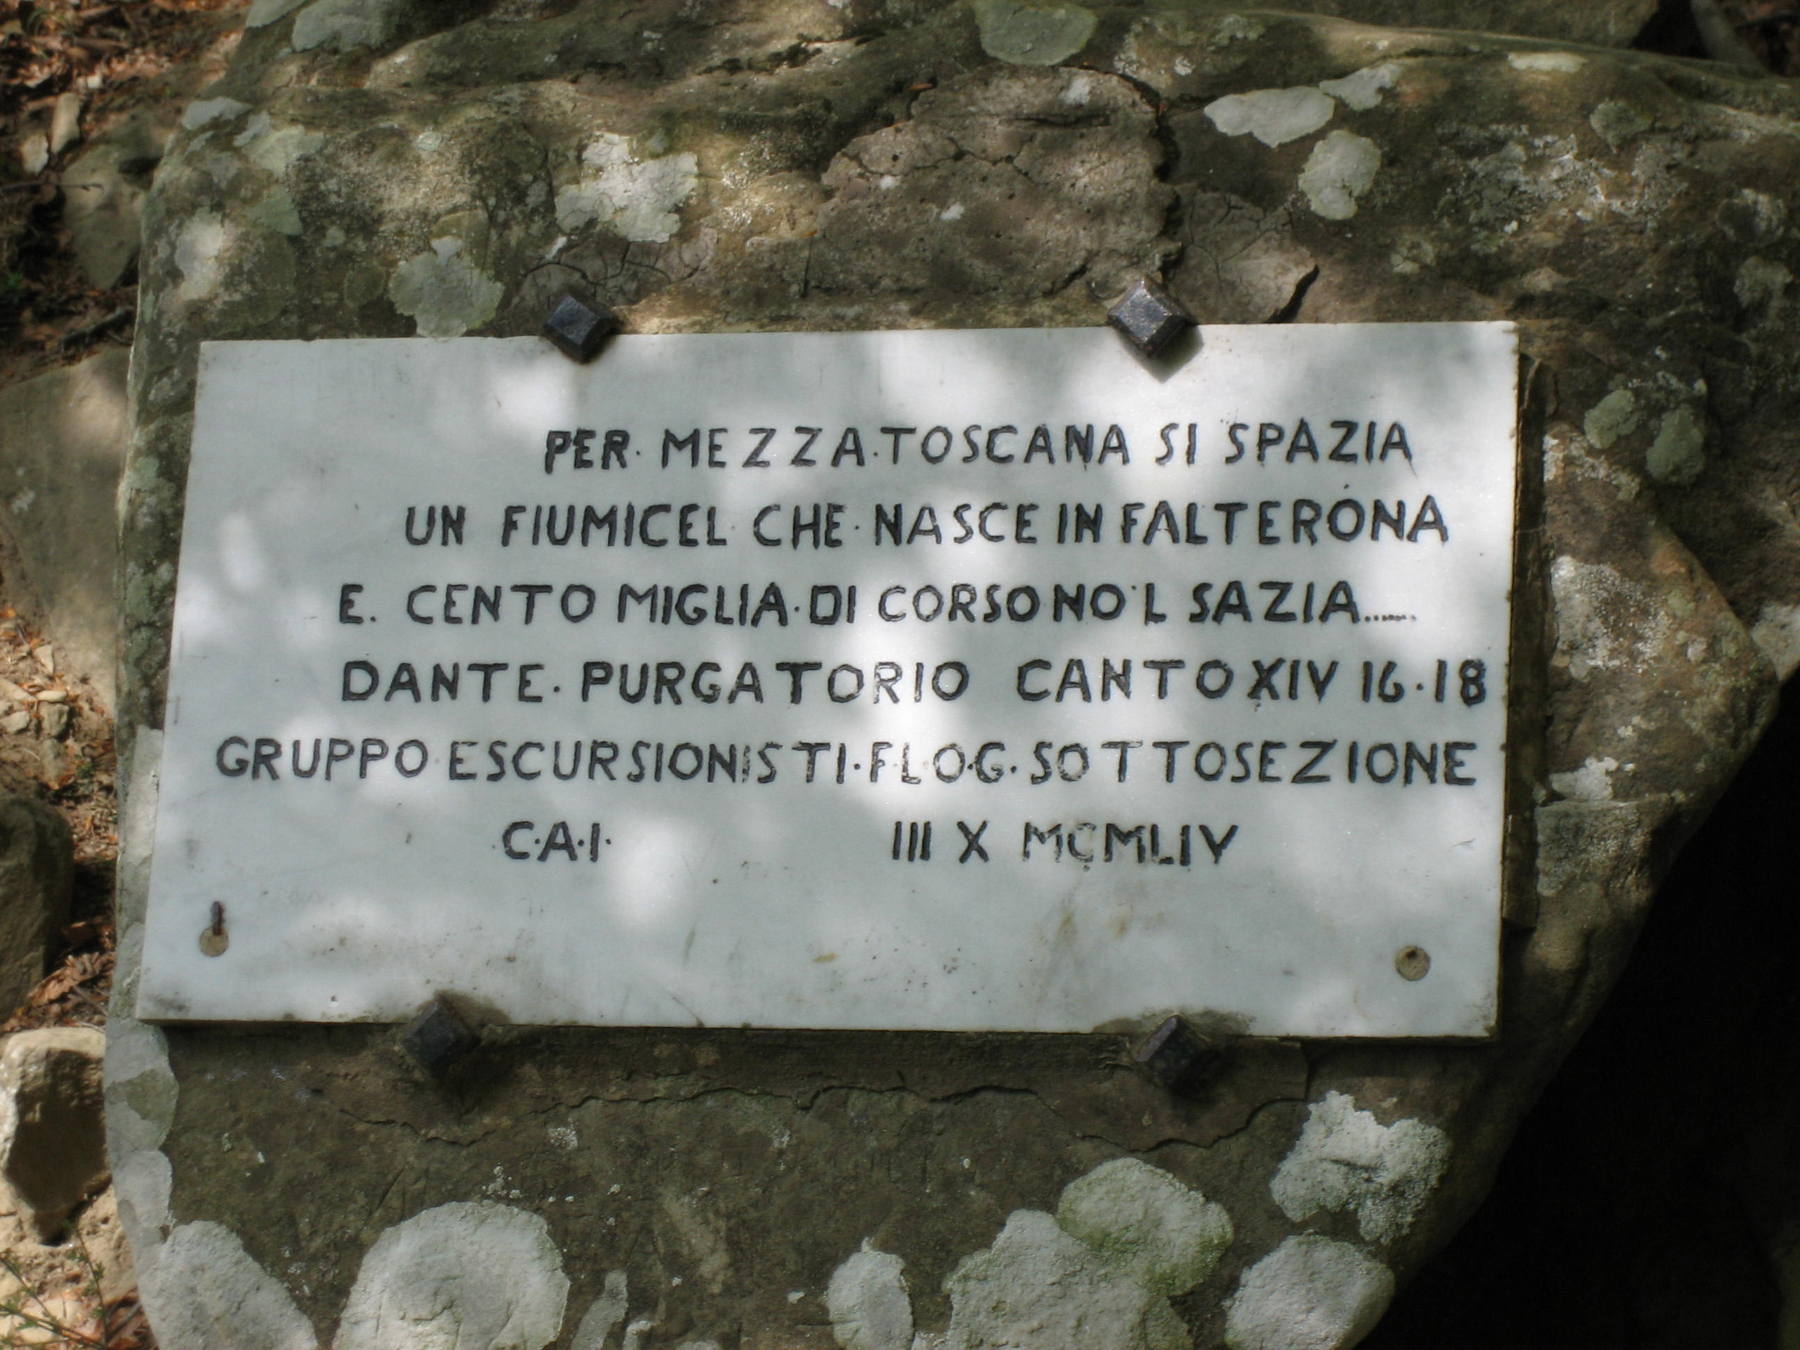 PER. MEZZA.TOSCANA SI SPAZIA
UN FIUMICEL CHE NASCE IN FALTERONA
E. CENTO MIGLIA.DI CORSO NO'L SAZIA......
DANTE. PURGATORIO CANTO XIV 16.18
GRUPPO ESCURSIONISTI.F.L.O.G. SOTTOSEZIONE
C.A.I. III X MCMLIV